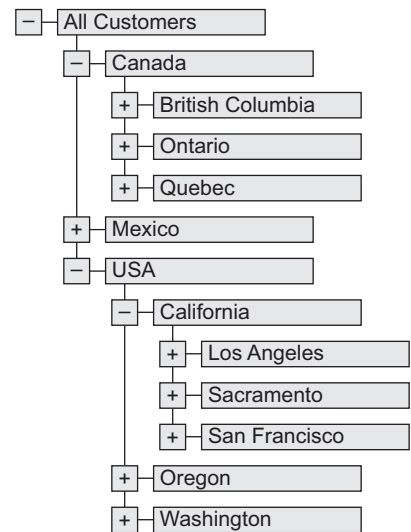 − All Customers
− Canada
+ British Columbia
+ Ontario
+ Quebec
+ Mexico
− USA
− California
+ Los Angeles
+ Sacramento
+ San Francisco
+ Oregon
+ Washington